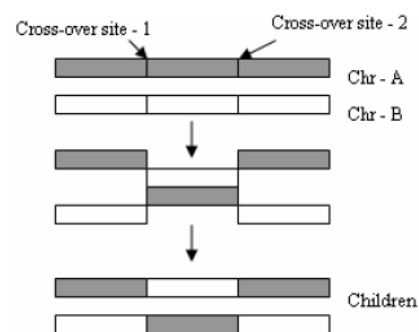 Cross-over site - 1
Cross-over site - 2
Chr - A
Chr - B
Children